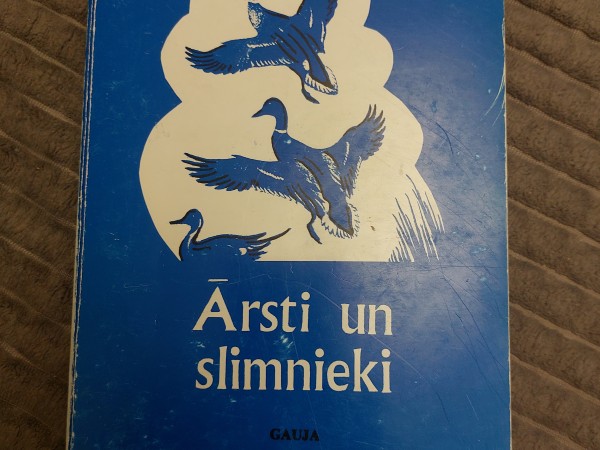 Ārsti un
slimnieki
GAUJA